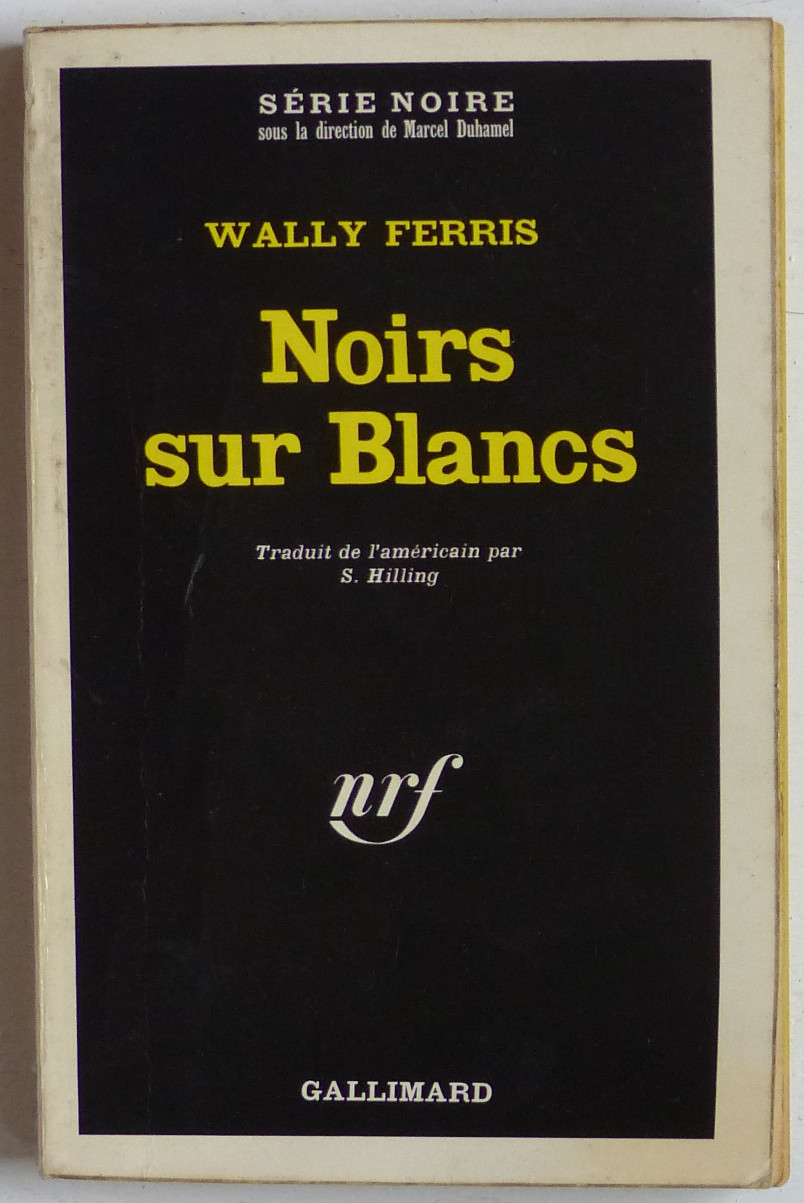 SÉRIE NOIRE
sous la direction de Marcel Duhamel
WALLY FERRIS
Noirs
sur Blancs
Traduit de l'américain par
S. Hilling
nrf
GALLIMARD